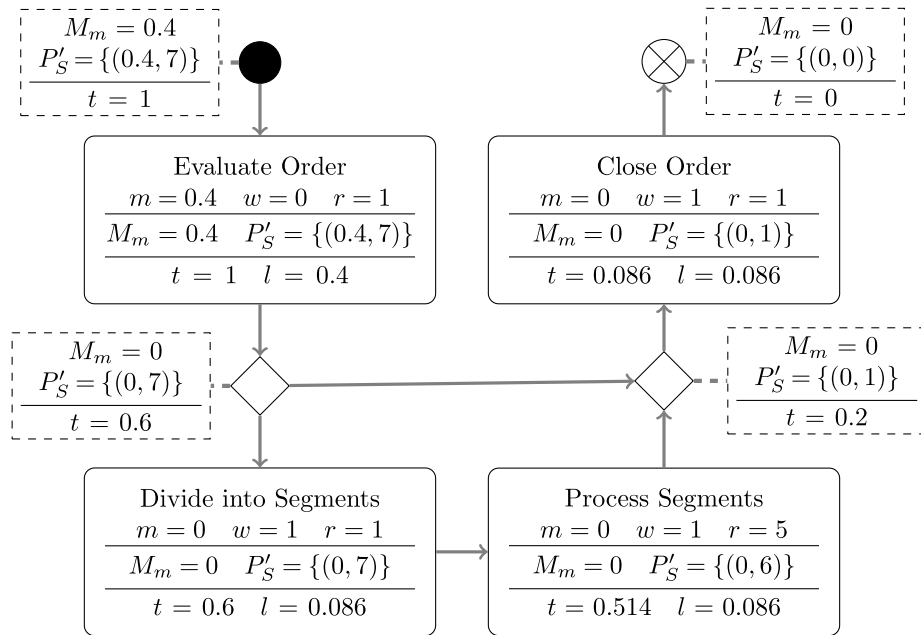 M_m = 0.4
P'_S = {(0.4, 7)}
t = 1
M_m = 0
P'_S = {(0, 0)}
t = 0
Evaluate Order
m = 0.4 w = 0 r = 1
M_m = 0.4 P'_S = {(0.4, 7)}
t = 1 l = 0.4
Close Order
m = 0 w = 1 r = 1
M_m = 0 P'_S = {(0, 1)}
t = 0.086 l = 0.086
M_m = 0
P'_S = {(0, 7)}
t = 0.6
M_m = 0
P'_S = {(0, 1)}
t = 0.2
Divide into Segments
m = 0 w = 1 r = 1
M_m = 0 P'_S = {(0, 7)}
t = 0.6 l = 0.086
Process Segments
m = 0 w = 1 r = 5
M_m = 0 P'_S = {(0, 6)}
t = 0.514 l = 0.086